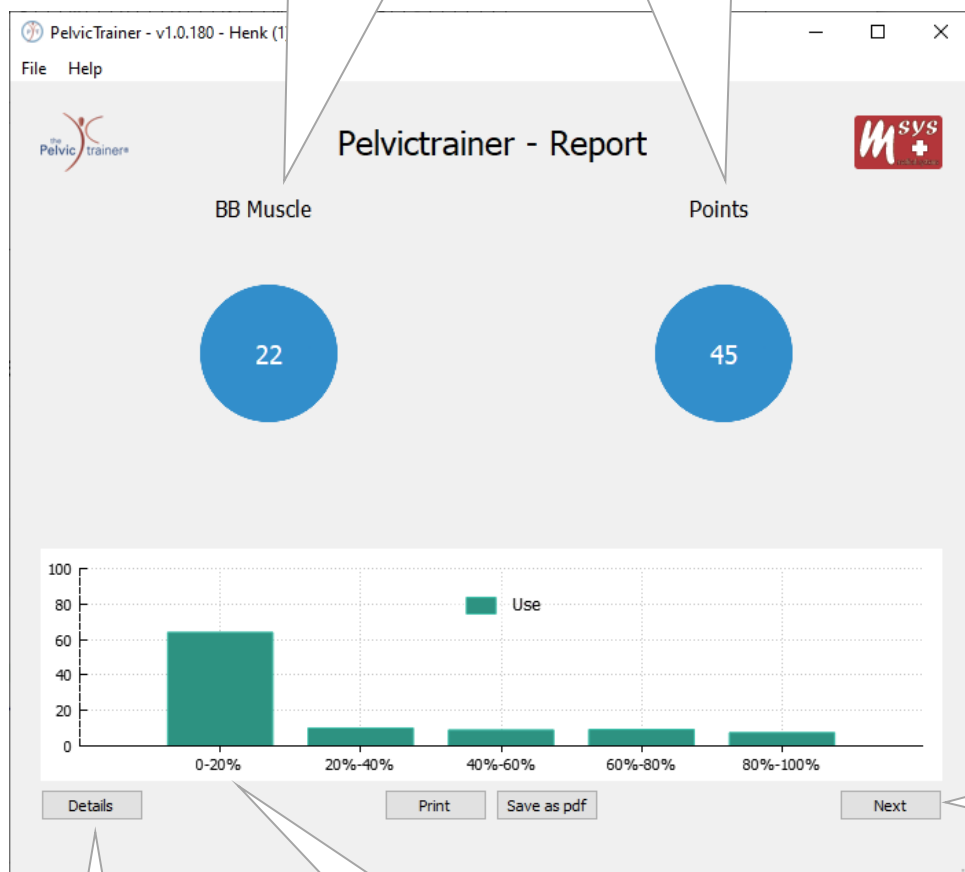 PelvicTrainer - v1.0.180 - Henk (1)
File Help
the
Pelvic trainer®
Pelvictrainer - Report
Msys
BB Muscle
Points
22
45
100
80
60
40
20
0
Use
0-20%
20%-40%
40%-60%
60%-80%
80%-100%
Details
Print
Save as pdf
Next